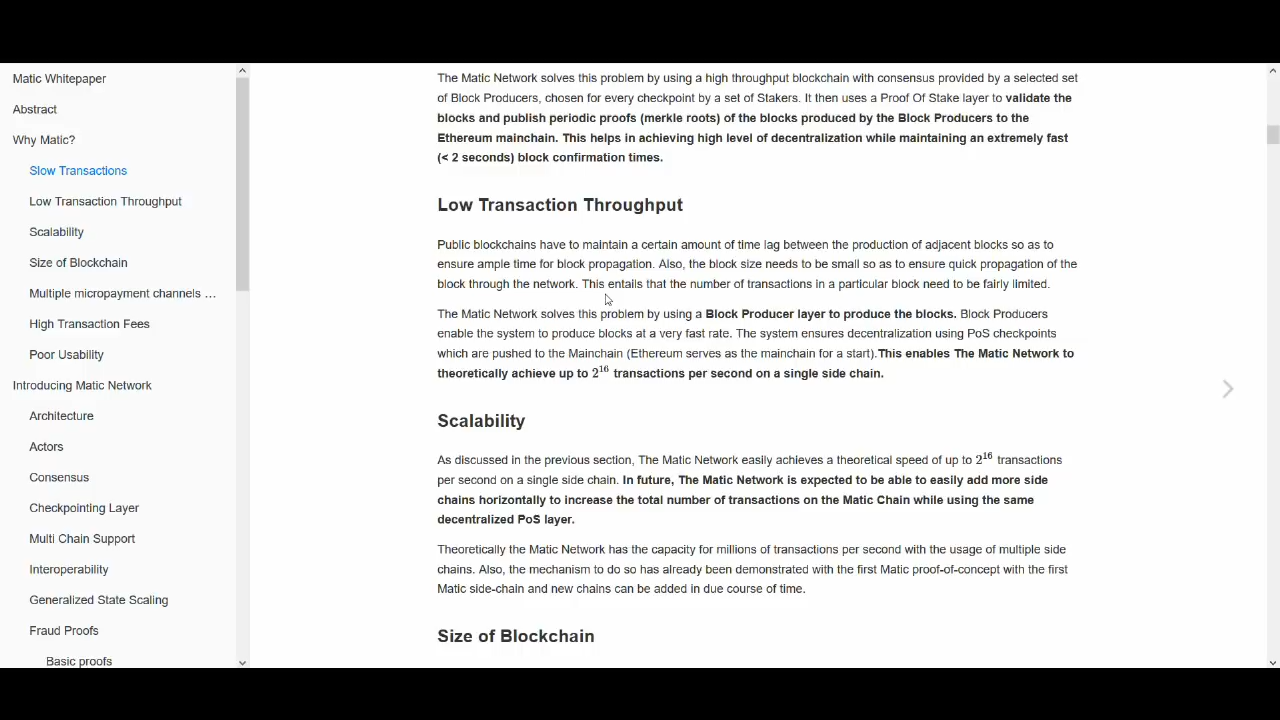 Matic Whitepaper
Abstract
Why Matic?
Slow Transactions
Low Transaction Throughput
Scalability
Size of Blockchain
Multiple micropayment channels ...
High Transaction Fees
Poor Usability
Introducing Matic Network
Architecture
Actors
Consensus
Checkpointing Layer
Multi Chain Support
Interoperability
Generalized State Scaling
Fraud Proofs
Basic proofs
The Matic Network solves this problem by using a high throughput blockchain with consensus provided by a selected set
of Block Producers, chosen for every checkpoint by a set of Stakers. It then uses a Proof Of Stake layer to validate the
blocks and publish periodic proofs (merkle roots) of the blocks produced by the Block Producers to the
Ethereum mainchain. This helps in achieving high level of decentralization while maintaining an extremely fast
(< 2 seconds) block confirmation times.
Low Transaction Throughput
Public blockchains have to maintain a certain amount of time lag between the production of adjacent blocks so as to
ensure ample time for block propagation. Also, the block size needs to be small so as to ensure quick propagation of the
block through the network. This entails that the number of transactions in a particular block need to be fairly limited.
The Matic Network solves this problem by using a Block Producer layer to produce the blocks. Block Producers
enable the system to produce blocks at a very fast rate. The system ensures decentralization using PoS checkpoints
which are pushed to the Mainchain (Ethereum serves as the mainchain for a start).This enables The Matic Network to
theoretically achieve up to 2^16 transactions per second on a single side chain.
Scalability
As discussed in the previous section, The Matic Network easily achieves a theoretical speed of up to 2^16 transactions
per second on a single side chain. In future, The Matic Network is expected to be able to easily add more side
chains horizontally to increase the total number of transactions on the Matic Chain while using the same
decentralized PoS layer.
Theoretically the Matic Network has the capacity for millions of transactions per second with the usage of multiple side
chains. Also, the mechanism to do so has already been demonstrated with the first Matic proof-of-concept with the first
Matic side-chain and new chains can be added in due course of time.
Size of Blockchain